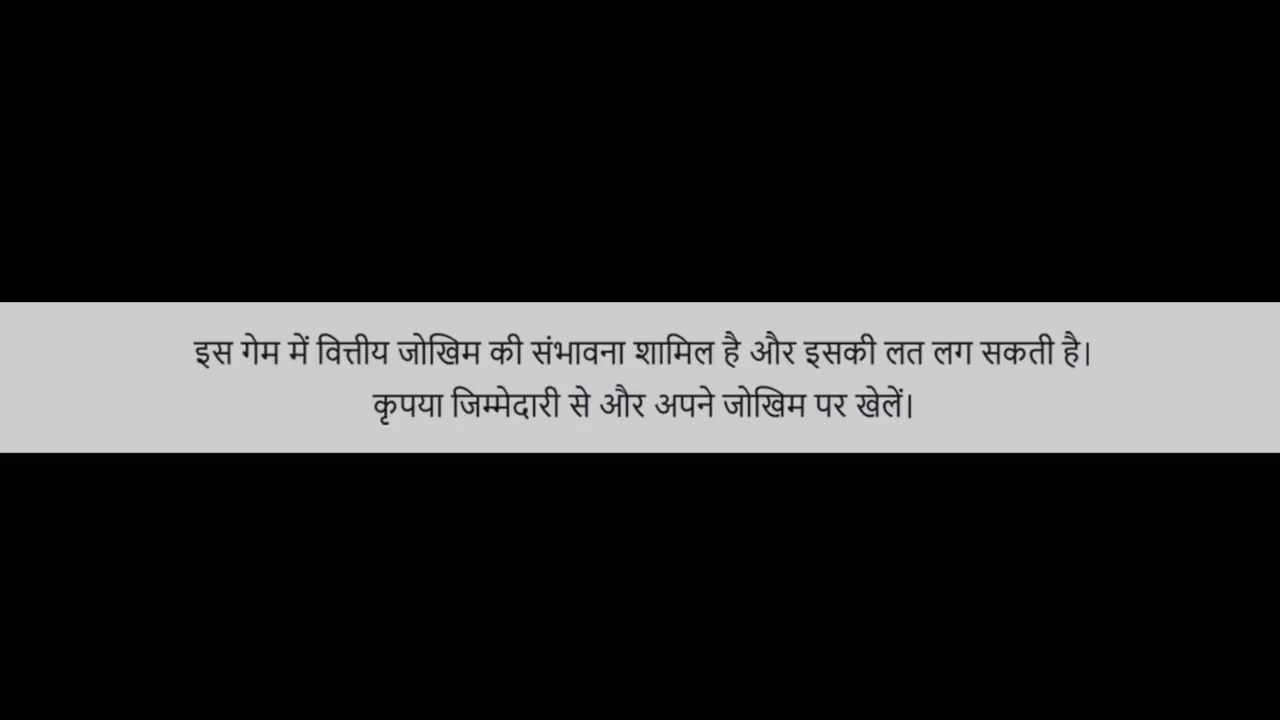 इस गेम में वित्तीय जोखिम की संभावना शामिल है और इसकी लत लग सकती है।
कृपया जिम्मेदारी से और अपने जोखिम पर खेलें।